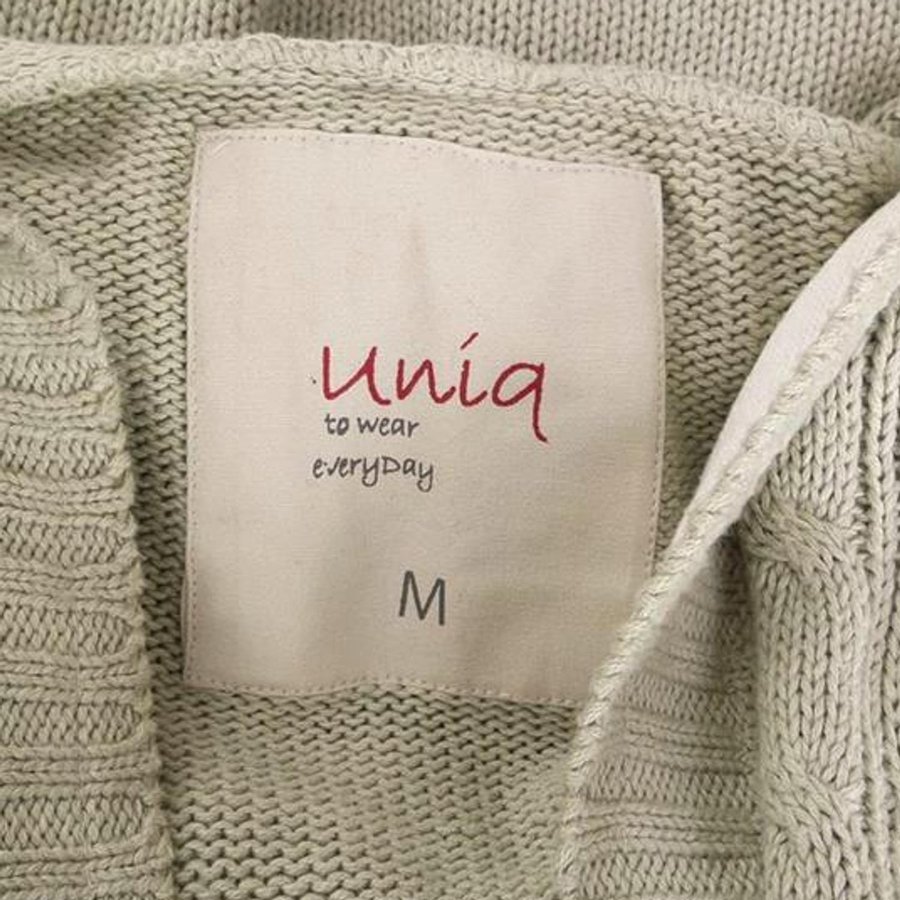 uniq
to wear
everyDay
M